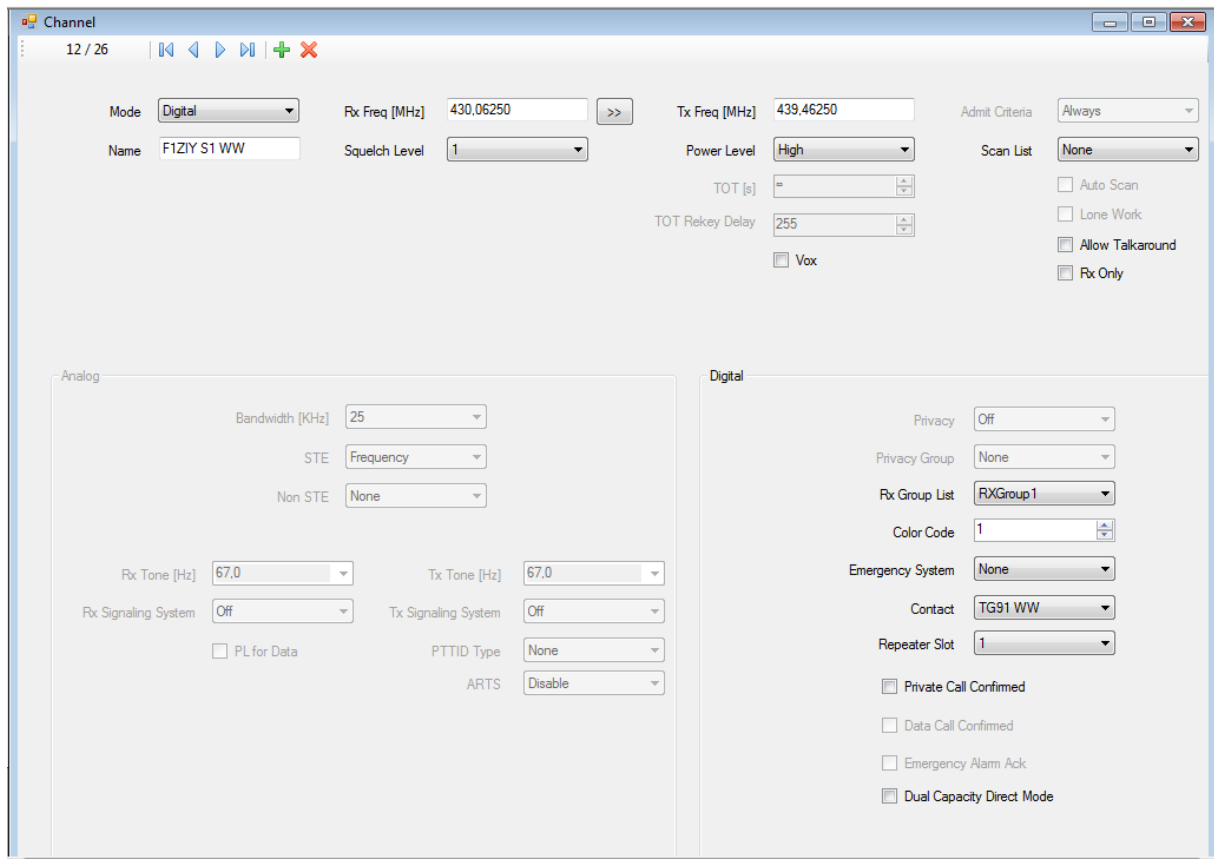 Channel
12 / 26
Mode Digital Rx Freq [MHz] 430,06250 >> Tx Freq [MHz] 439,46250 Admit Criteria Always
Name F1ZIY S1 WW Squelch Level 1 Power Level High Scan List None
TOT [s] ∞ Auto Scan
Lone Work
TOT Rekey Delay 255
Allow Talkaround
Vox
Rx Only
Analog Digital
Bandwidth [KHz] 25 Privacy Off
STE Frequency Privacy Group None
Non STE None Rx Group List RXGroup1
Color Code 1
Rx Tone [Hz] 67,0 Tx Tone [Hz] 67,0 Emergency System None
Rx Signaling System Off Tx Signaling System Off Contact TG91 WW
PL for Data PTTID Type None Repeater Slot 1
ARTS Disable Private Call Confirmed
Data Call Confirmed
Emergency Alarm Ack
Dual Capacity Direct Mode